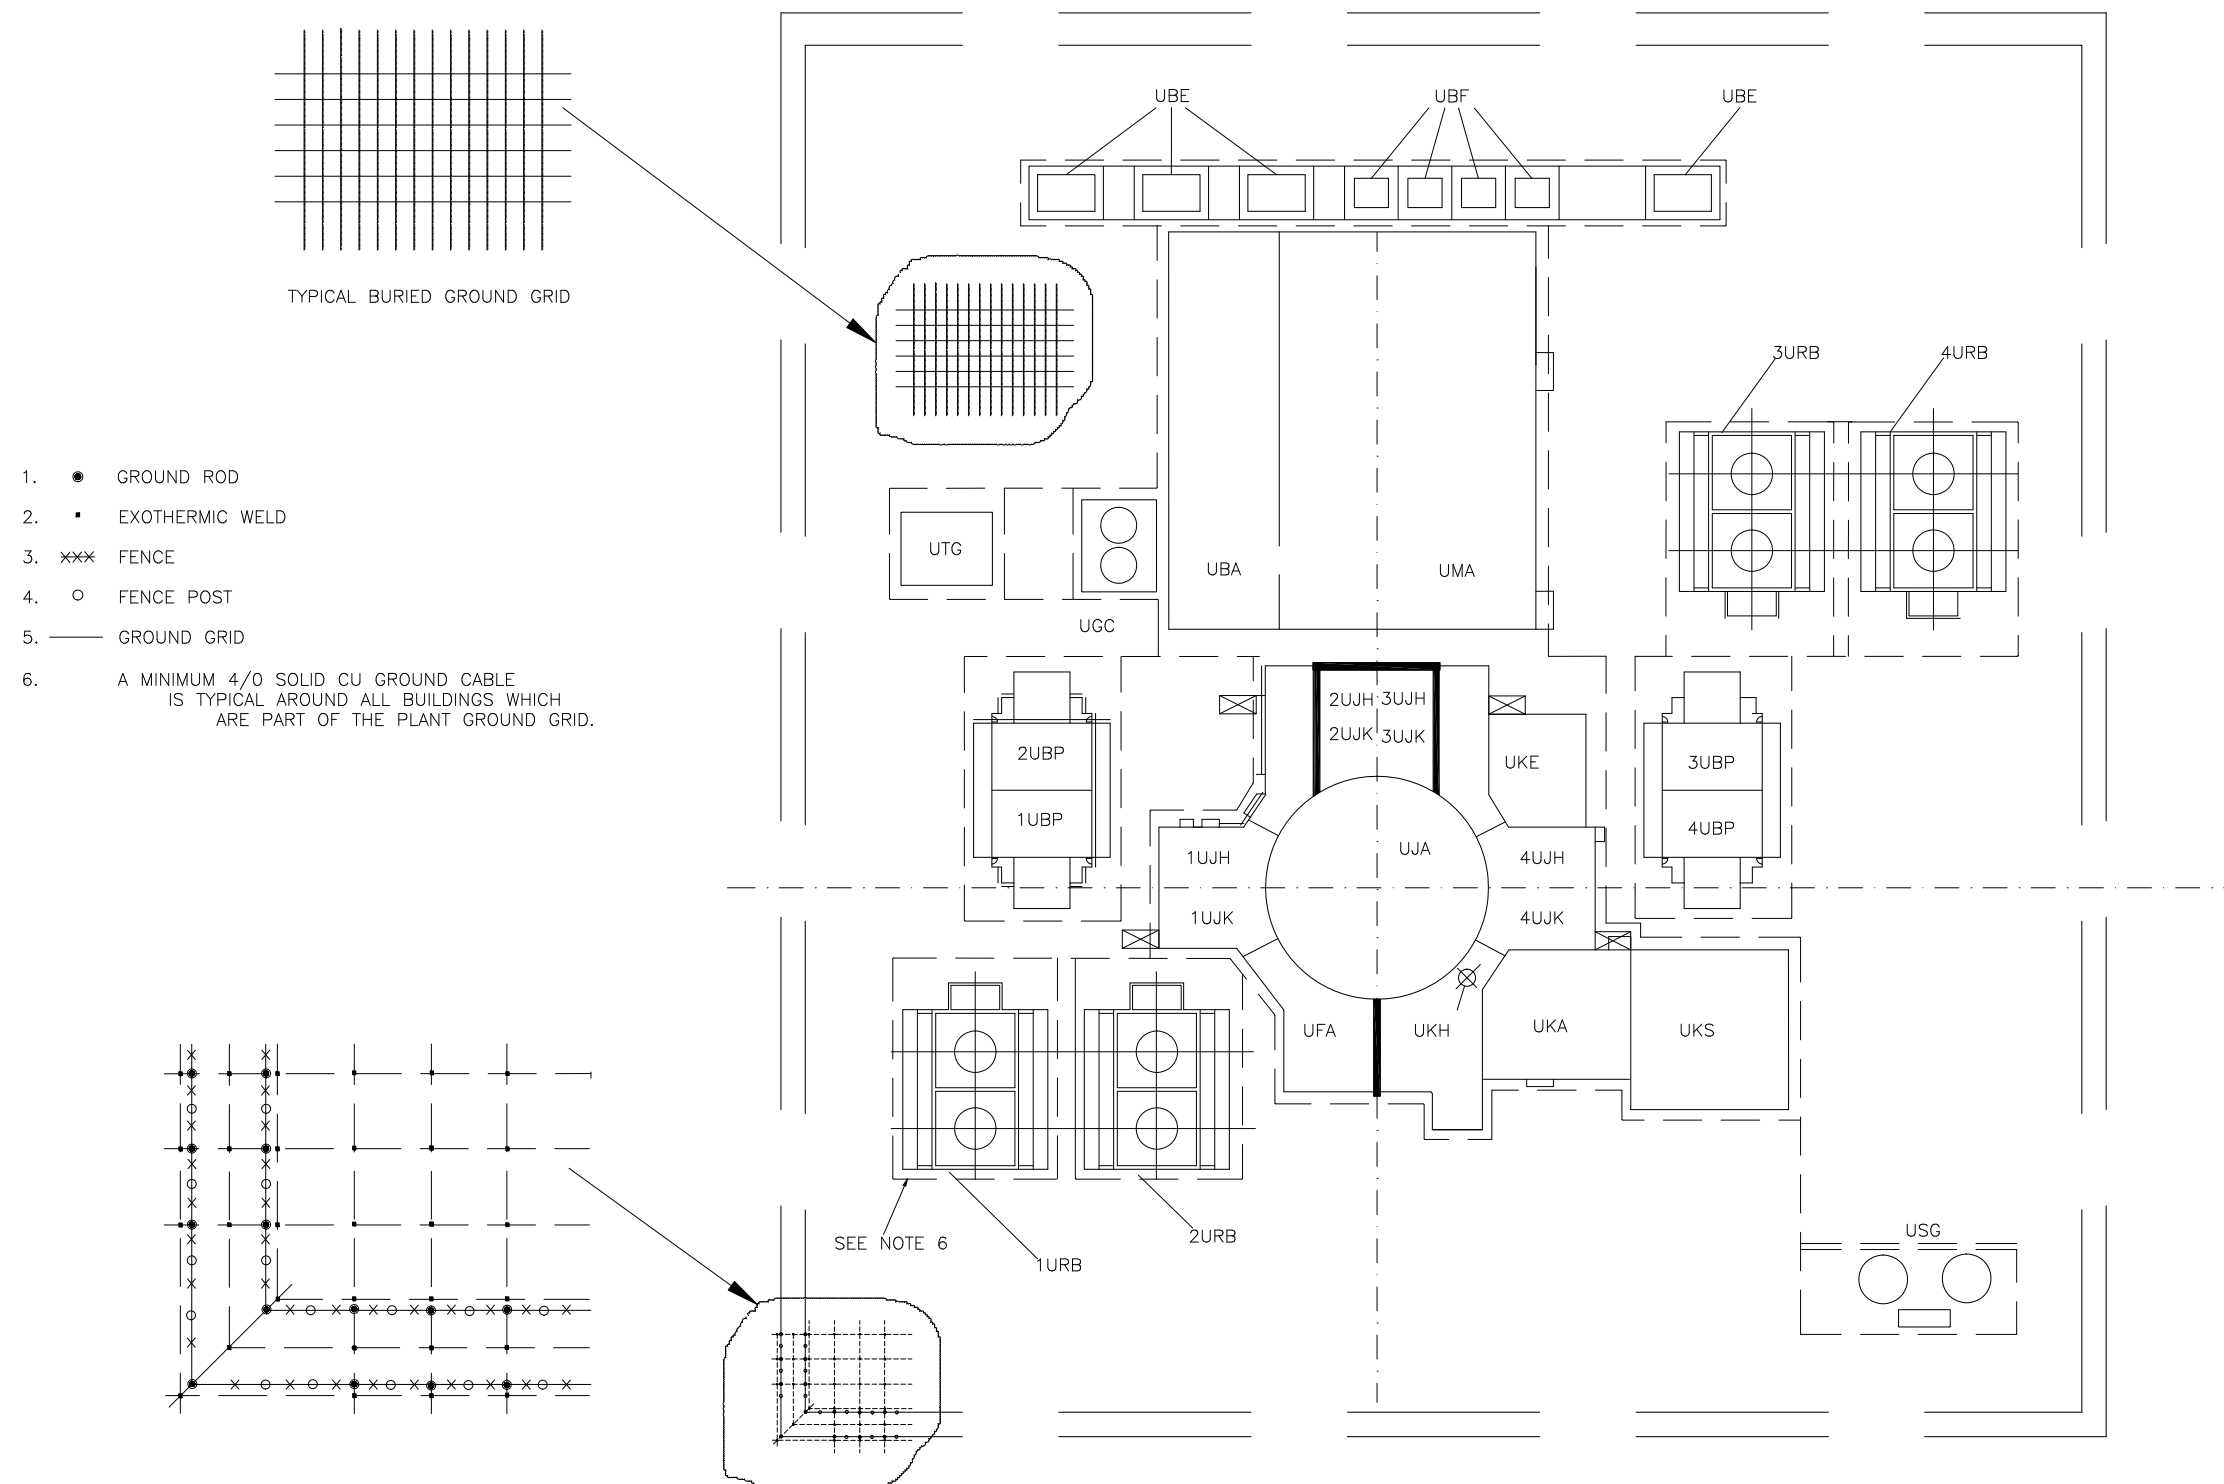 UBE
UBF
UBE
TYPICAL BURIED GROUND GRID
3URB
4URB
1. GROUND ROD
2. EXOTHERMIC WELD
3. FENCE
4. FENCE POST
5. GROUND GRID
6. A MINIMUM 4/0 SOLID CU GROUND CABLE
IS TYPICAL AROUND ALL BUILDINGS WHICH
ARE PART OF THE PLANT GROUND GRID.
UTG
UBA
UMA
UGC
2UJH 3UJH
2UJK 3UJK
2UBP
1UBP
UKE
3UBP
4UBP
UJA
1UJH
4UJH
1UJK
4UJK
UFA
UKH
UKA
UKS
SEE NOTE 6
1URB
2URB
USG